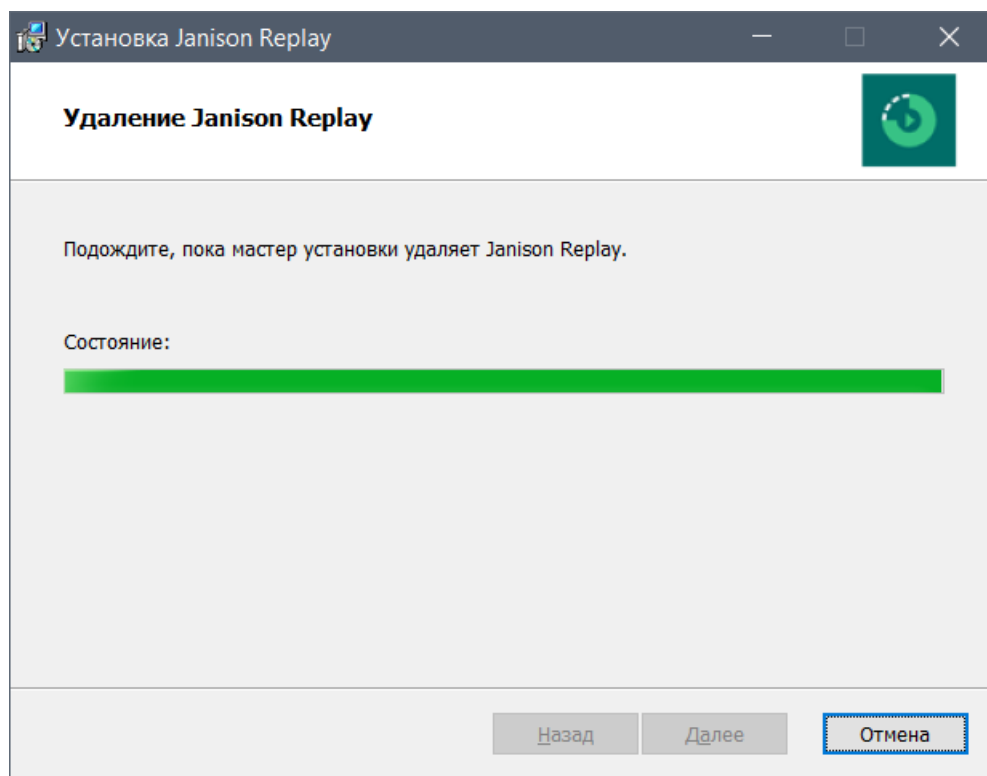 Установка Janison Replay
Удаление Janison Replay
Подождите, пока мастер установки удаляет Janison Replay.
Состояние:
Назад
Далее
Отмена